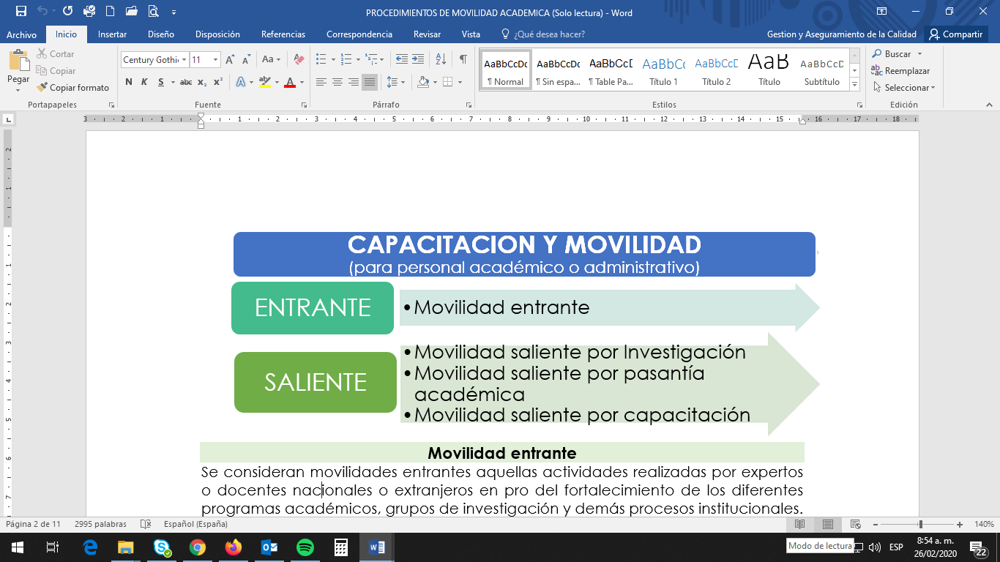 PROCEDIMIENTOS DE MOVILIDAD ACADEMICA (Solo lectura) - Word
Archivo Inicio Insertar Diseño Disposición Referencias Correspondencia Revisar Vista ¿Qué desea hacer? Gestion y Aseguramiento de la Calidad Compartir
Pegar
Cortar
Copiar
Copiar formato
Portapapeles
Century Gothi 11
N K S abc x₂ x²
Fuente
Párrafo
AaBbCcDc AaBbCcDc AaBbCcD AaBbCc AaBbCcD AaB AaBbCcD
¶ Normal ¶ Sin espa... ¶ Table Pa... Título 1 Título 2 Título Subtítulo
Estilos
Buscar
Reemplazar
Seleccionar
Edición
3 2 1 1 2 3 4 5 6 7 8 9 10 11 12 13 14 15 16 17 18
CAPACITACION Y MOVILIDAD
(para personal académico o administrativo)
ENTRANTE
•Movilidad entrante
SALIENTE
•Movilidad saliente por Investigación
•Movilidad saliente por pasantía
académica
•Movilidad saliente por capacitación
Movilidad entrante
Se consideran movilidades entrantes aquellas actividades realizadas por expertos
o docentes nacionales o extranjeros en pro del fortalecimiento de los diferentes
programas académicos, grupos de investigación y demás procesos institucionales.
Página 2 de 11 2995 palabras Español (España) 140%
Modo de lectura
ESP
8:54 a. m.
26/02/2020
22